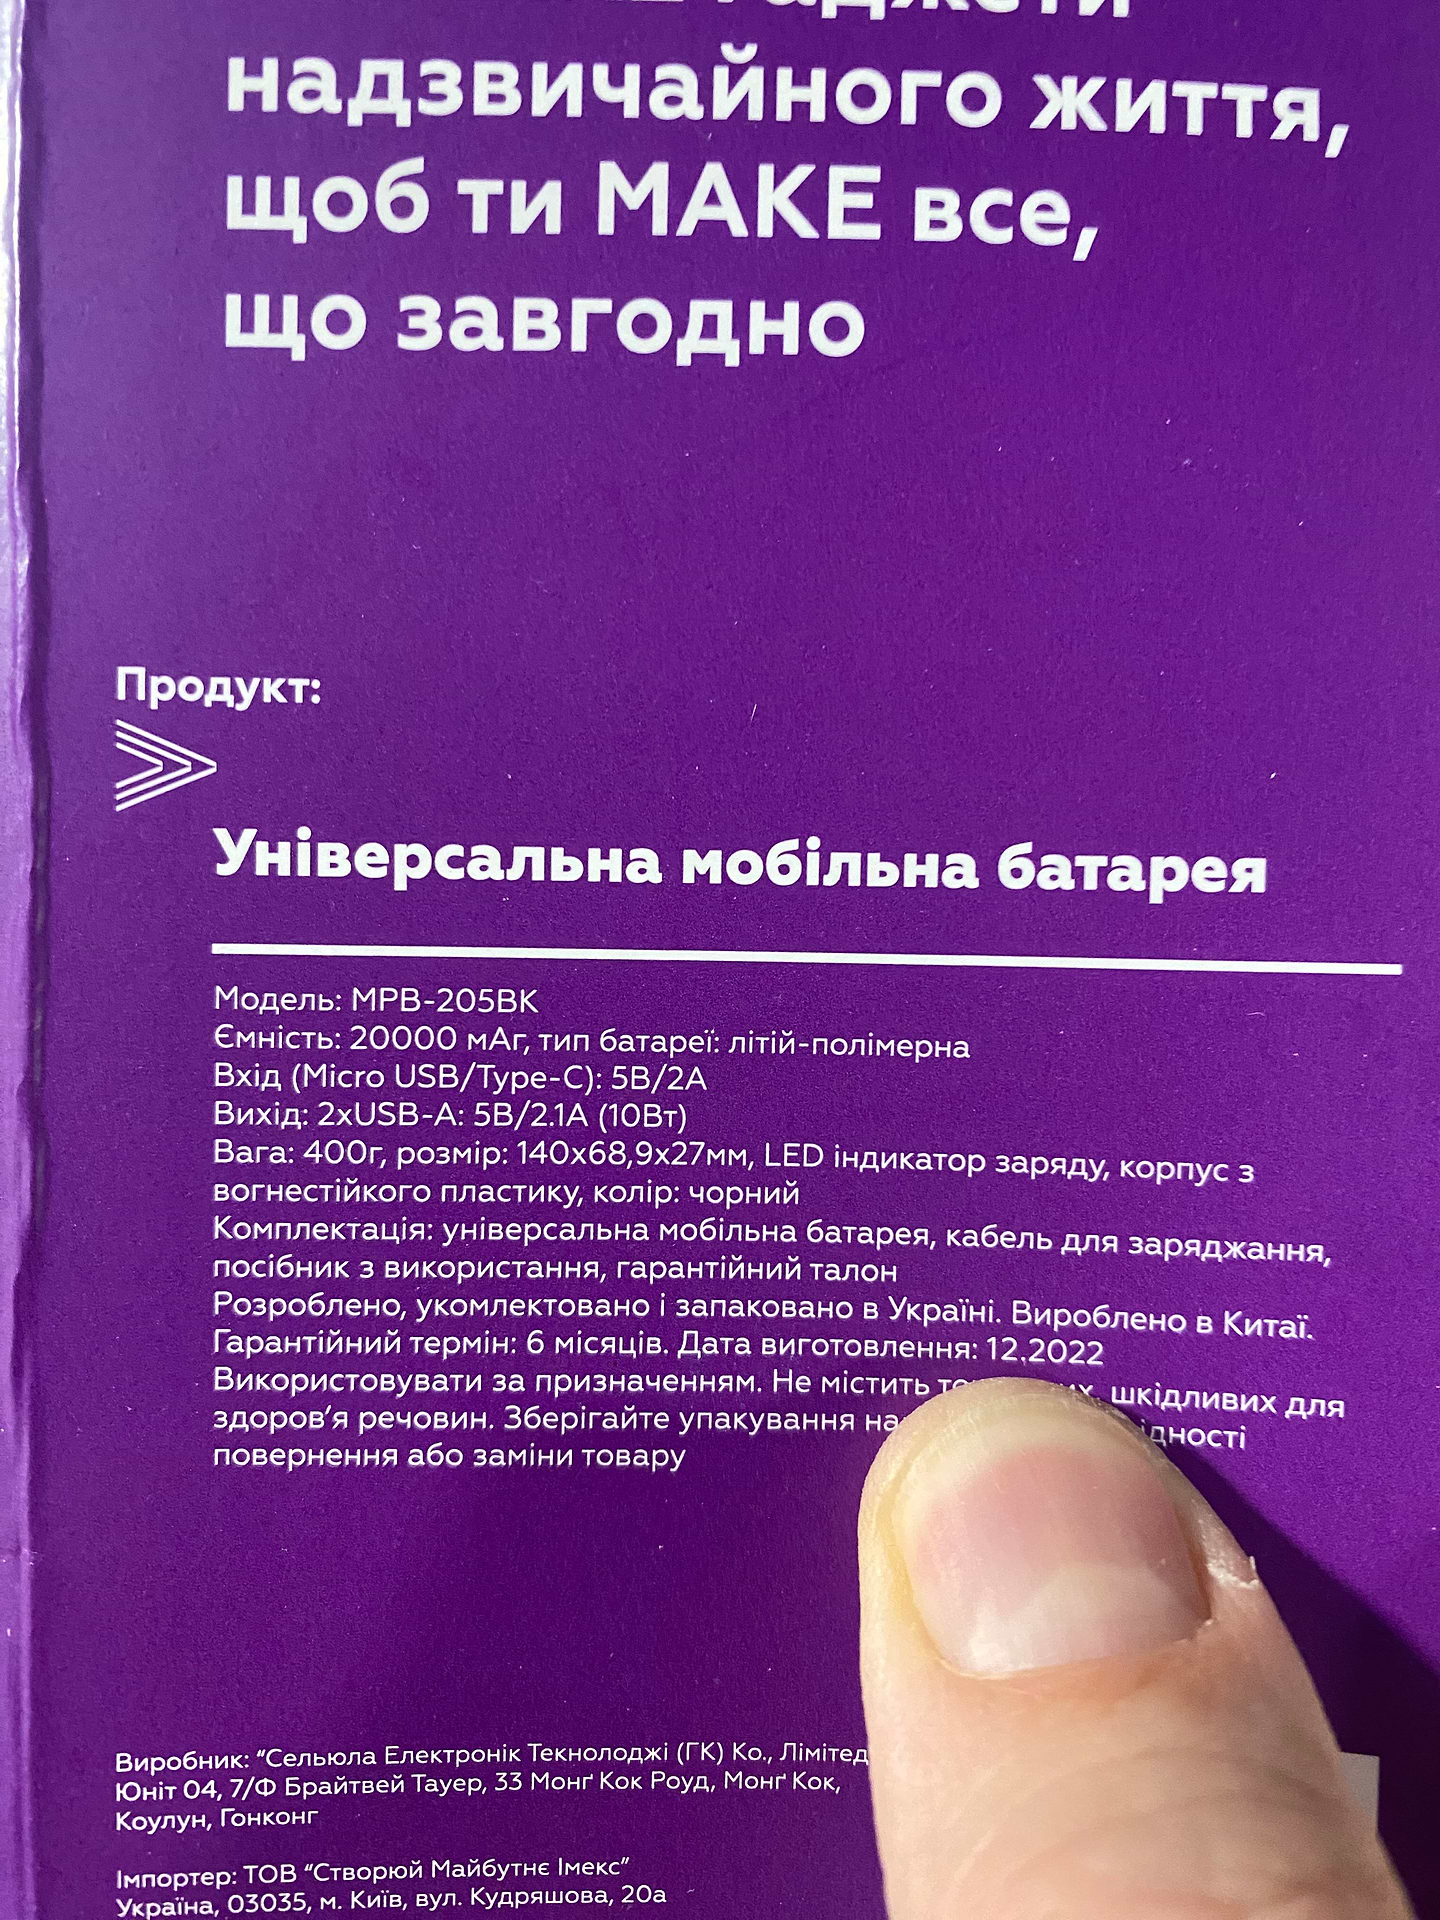 гаджети
надзвичайного життя,
щоб ти MAKE все,
що завгодно
Продукт:
Універсальна мобільна батарея
Модель: MPB-205BK
Ємність: 20000 мАг, тип батареї: літій-полімерна
Вхід (Micro USB/Type-C): 5В/2А
Вихід: 2xUSB-A: 5В/2.1А (10Вт)
Вага: 400г, розмір: 140х68,9х27мм, LED індикатор заряду, корпус з
вогнестійкого пластику, колір: чорний
Комплектація: універсальна мобільна батарея, кабель для заряджання,
посібник з використання, гарантійний талон
Розроблено, укомлектовано і запаковано в Україні. Вироблено в Китаї.
Гарантійний термін: 6 місяців. Дата виготовлення: 12.2022
Використовувати за призначенням. Не містить шкідливих для
здоров’я речовин. Зберігайте упакування
повернення або заміни товару
Виробник: “Сельюла Електронік Текнолоджі (ГК) Ко., Лімітед
Юніт 04, 7/Ф Брайтвей Тауер, 33 Монґ Кок Роуд, Монґ Кок,
Коулун, Гонконг
Імпортер: ТОВ “Створюй Майбутнє Імекс”
Україна, 03035, м. Київ, вул. Кудряшова, 20а